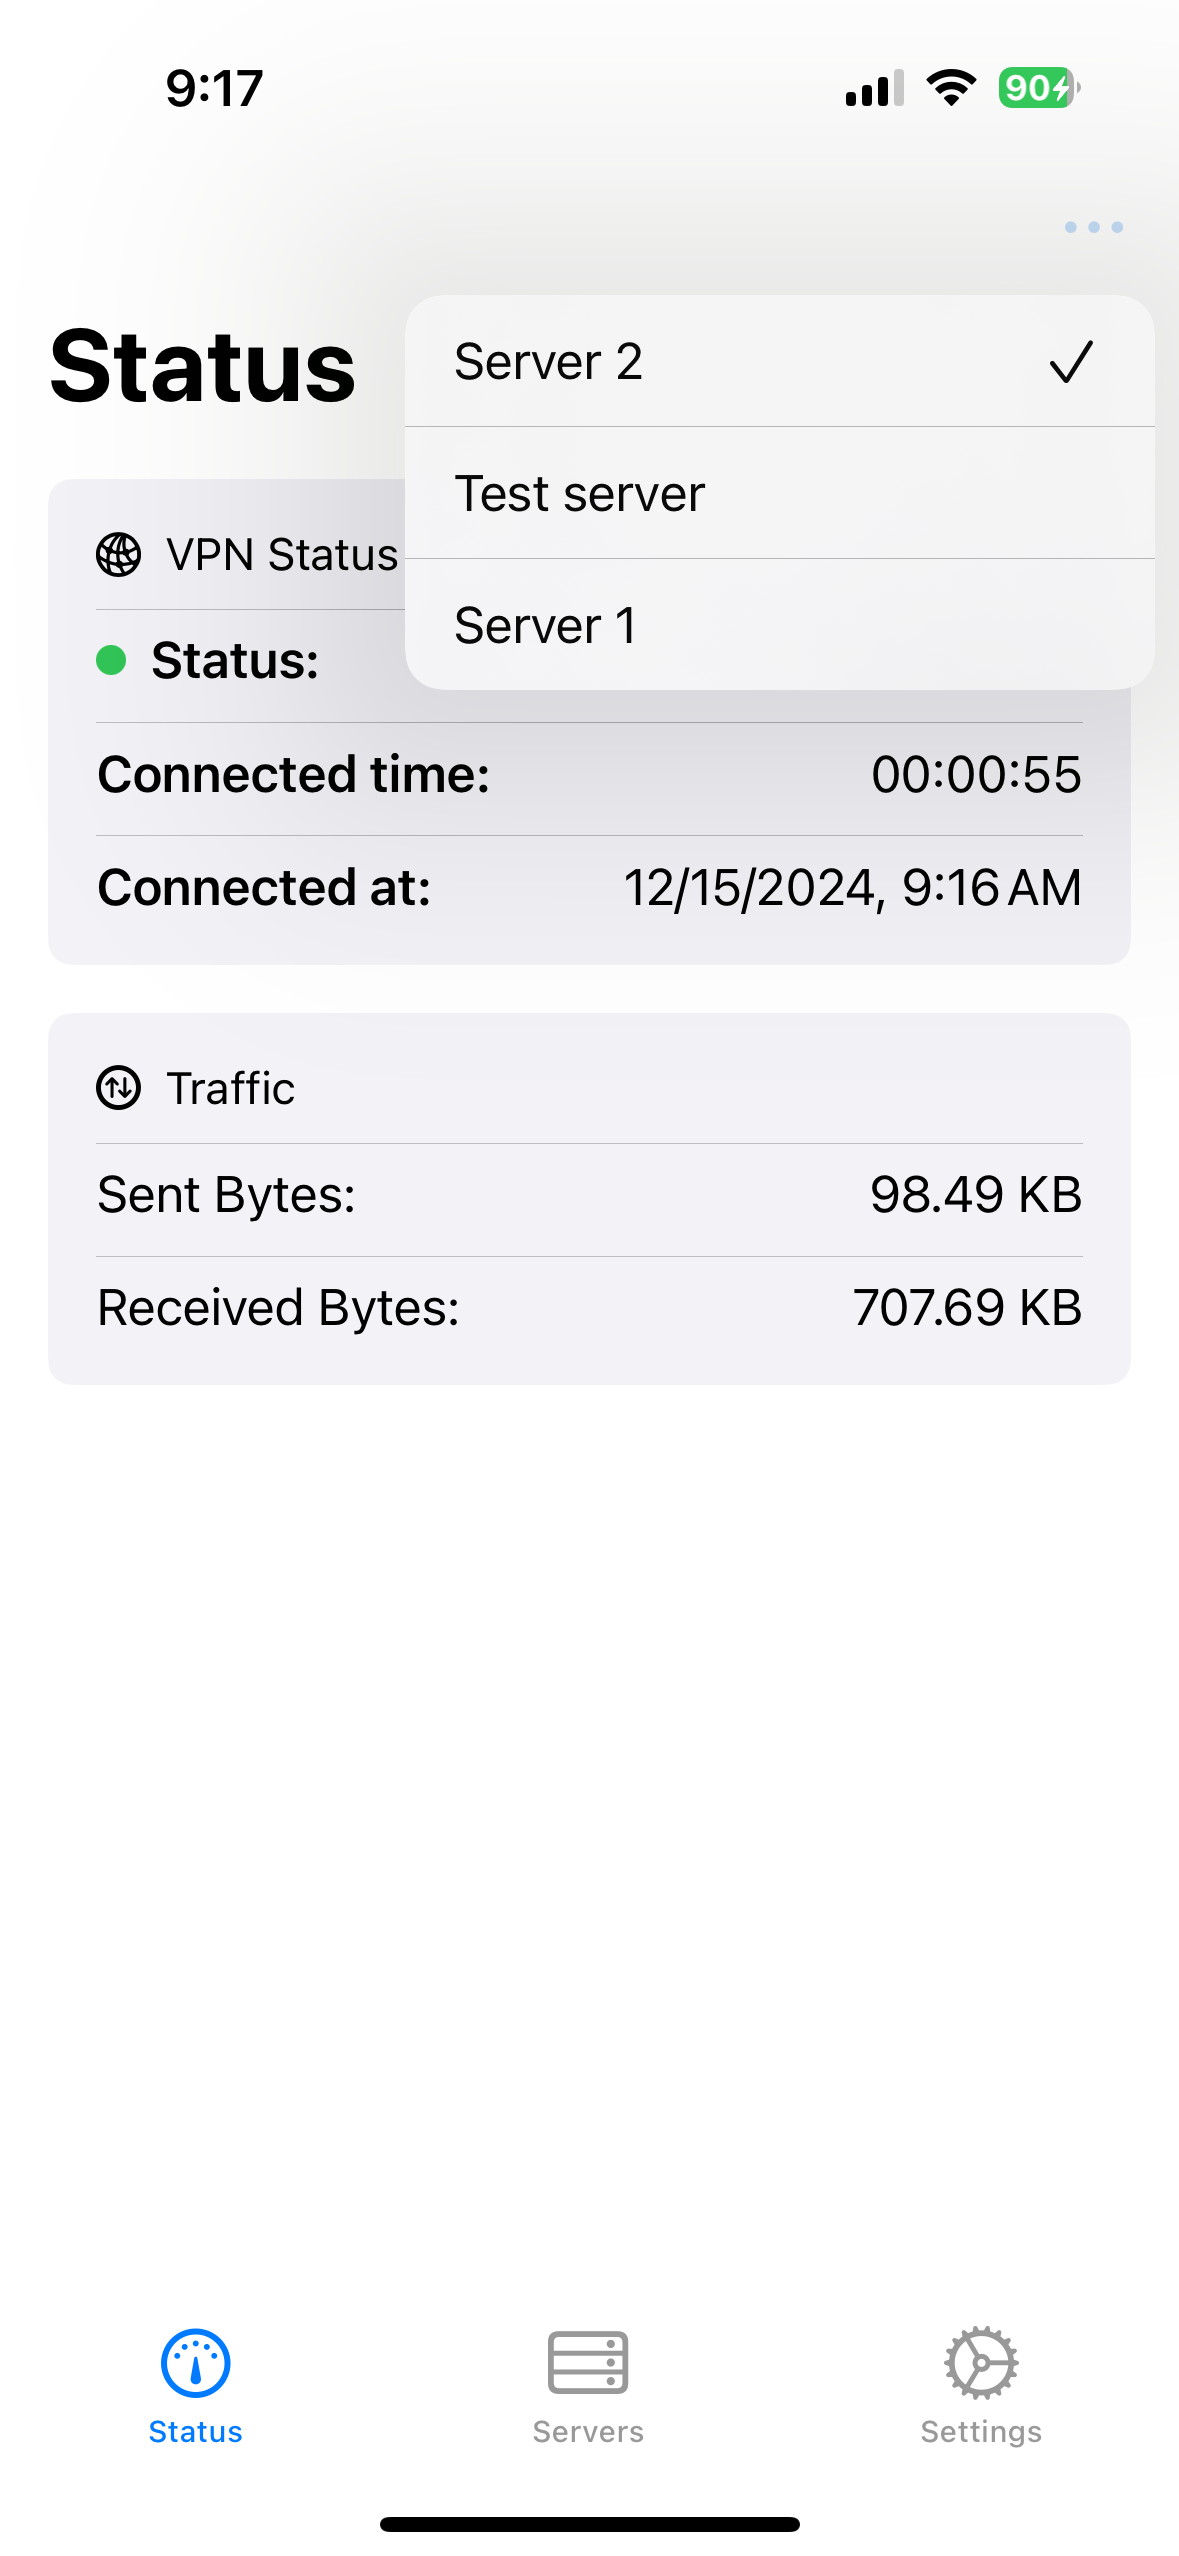 9:17
90
Status
Server 2
Test server
Server 1
VPN Status
Status:
Connected time: 00:00:55
Connected at: 12/15/2024, 9:16 AM
Traffic
Sent Bytes: 98.49 KB
Received Bytes: 707.69 KB
Status Servers Settings